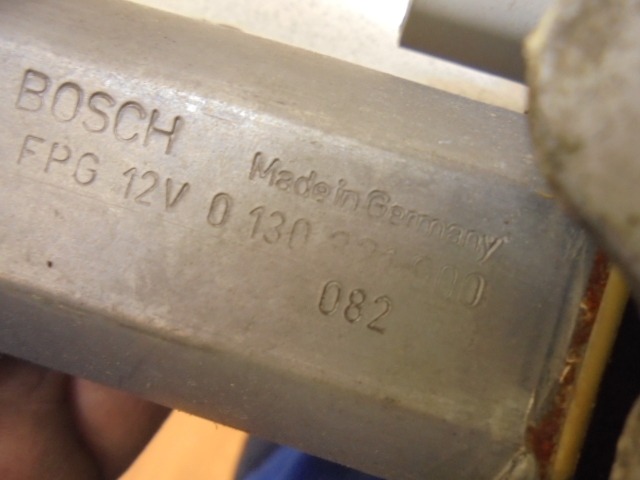 BOSCH
Made in Germany
FPG 12V 0 130
082